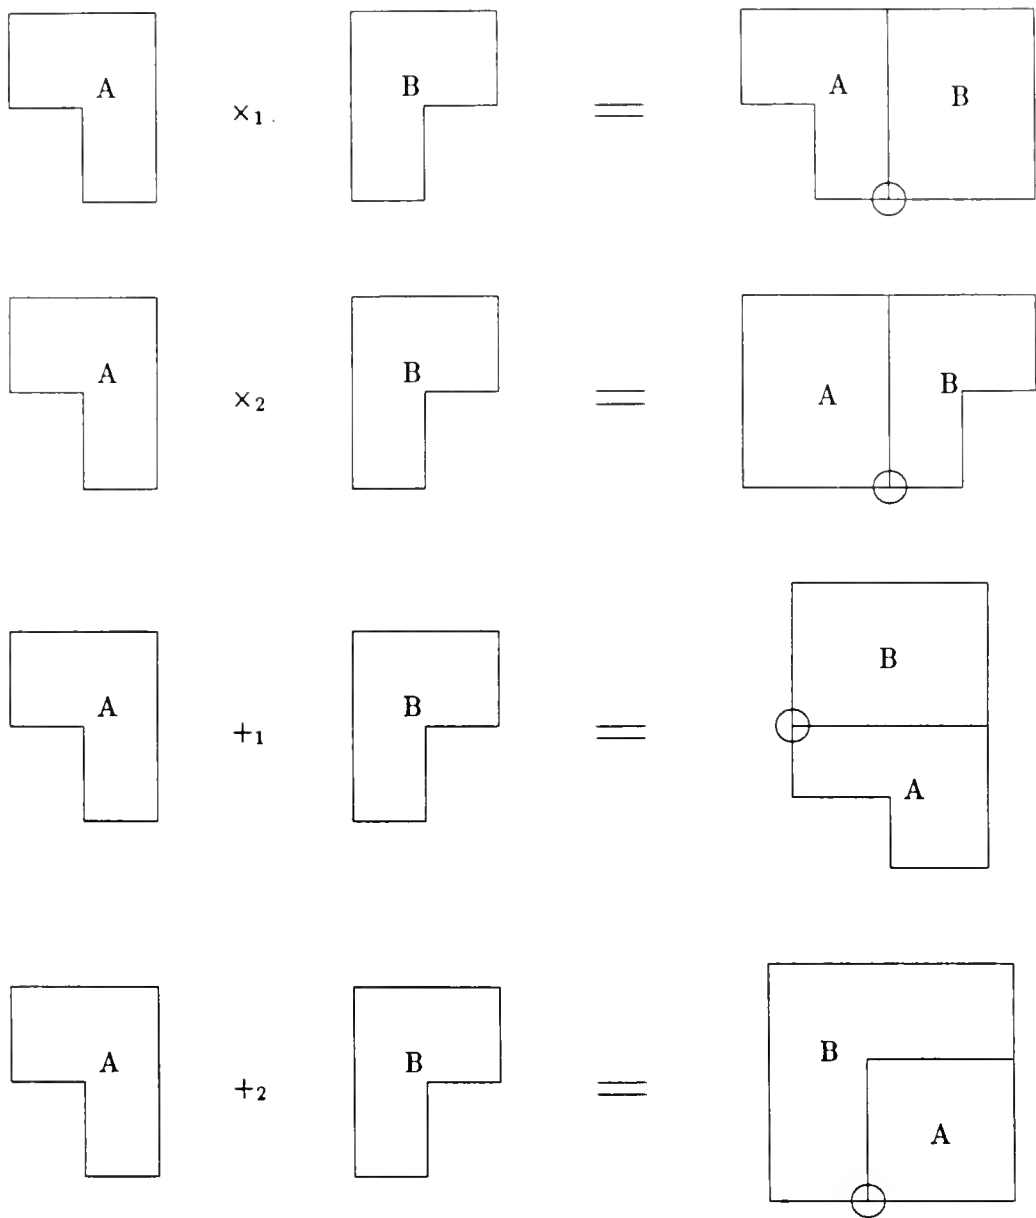 A ×₁ B = A B
A ×₂ B = A B
A +₁ B = B A
A +₂ B = B A